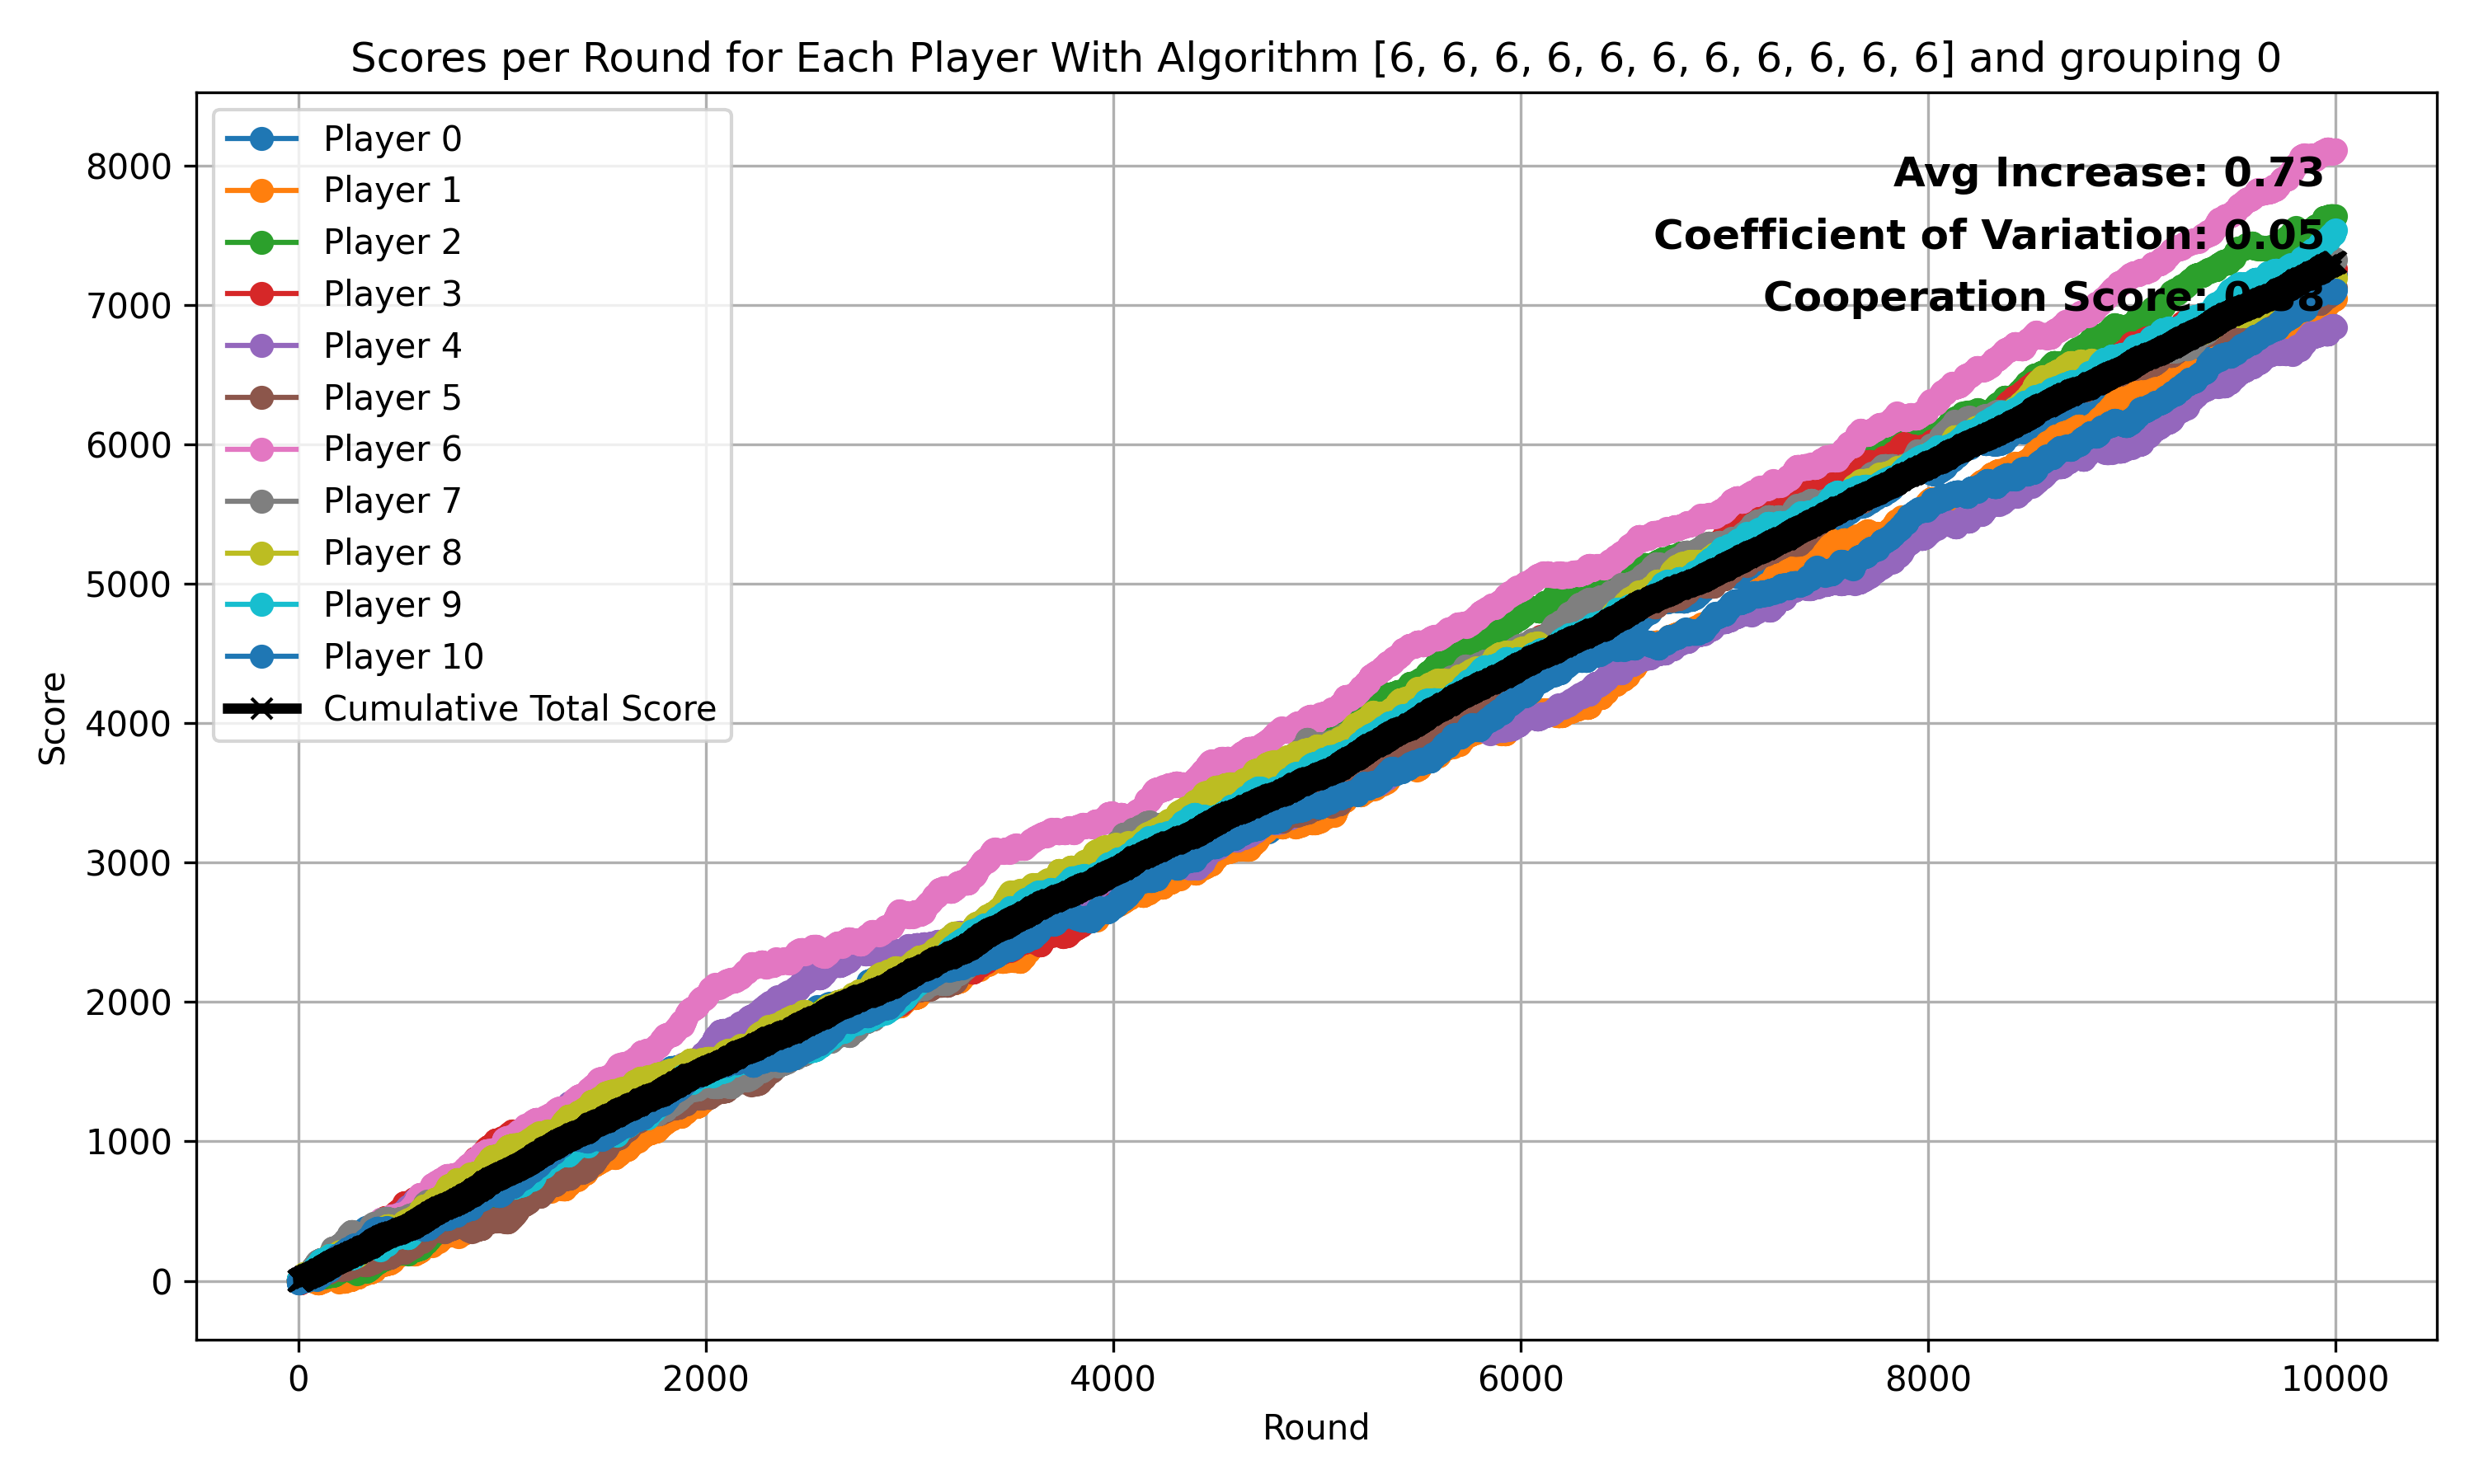 Scores per Round for Each Player With Algorithm [6, 6, 6, 6, 6, 6, 6, 6, 6, 6, 6] and grouping 0
Player 0
Player 1
Player 2
Player 3
Player 4
Player 5
Player 6
Player 7
Player 8
Player 9
Player 10
Cumulative Total Score
Avg Increase: 0.73
Coefficient of Variation: 0.05
Cooperation Score:
Score
8000
7000
6000
5000
4000
3000
2000
1000
0
0
2000
4000
6000
8000
10000
Round